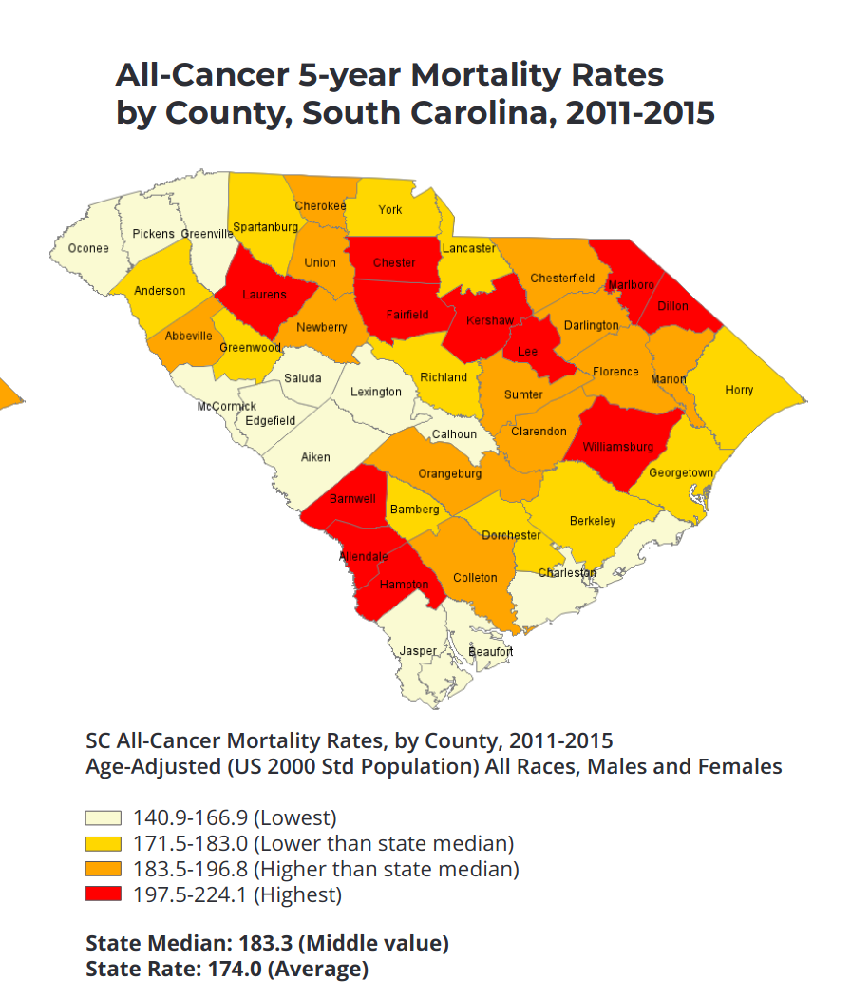 All-Cancer 5-year Mortality Rates
by County, South Carolina, 2011-2015
Cherokee
York
Spartanburg
Pickens
Greenville
Oconee
Lancaster
Union
Chester
Chesterfield
Marlboro
Anderson
Laurens
Dillon
Fairfield
Kershaw
Newberry
Darlington
Abbeville
Greenwood
Lee
Florence
Saluda
Richland
Marion
Lexington
Sumter
Horry
McCormick
Edgefield
Calhoun
Clarendon
Williamsburg
Aiken
Orangeburg
Georgetown
Barnwell
Bamberg
Berkeley
Dorchester
Allendale
Charleston
Colleton
Hampton
Jasper
Beaufort
SC All-Cancer Mortality Rates, by County, 2011-2015
Age-Adjusted (US 2000 Std Population) All Races, Males and Females
140.9-166.9 (Lowest)
171.5-183.0 (Lower than state median)
183.5-196.8 (Higher than state median)
197.5-224.1 (Highest)
State Median: 183.3 (Middle value)
State Rate: 174.0 (Average)